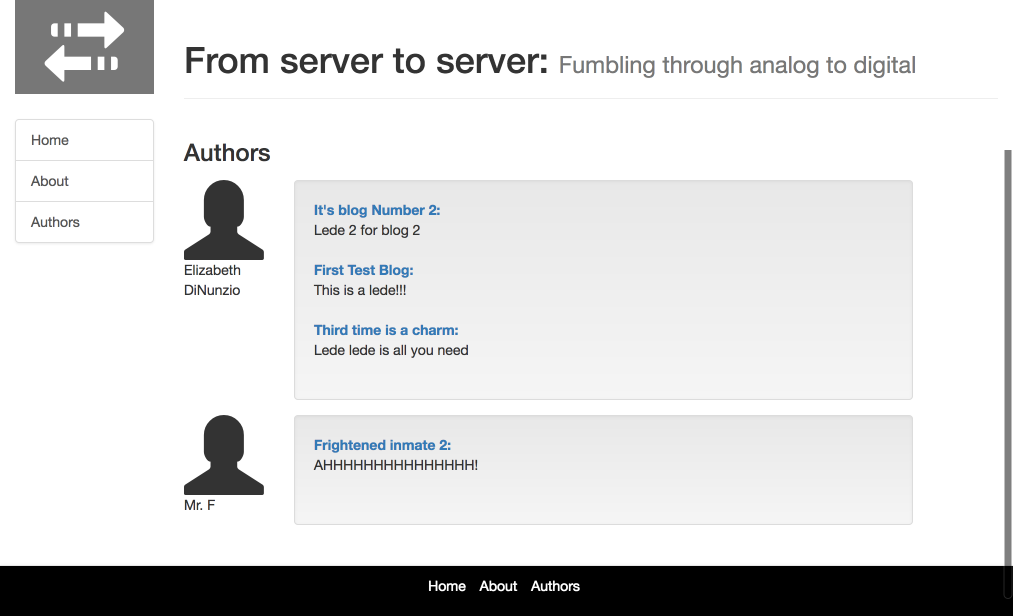 From server to server: Fumbling through analog to digital
Home
About
Authors
Authors
Elizabeth
DiNunzio
It's blog Number 2:
Lede 2 for blog 2
First Test Blog:
This is a lede!!!
Third time is a charm:
Lede lede is all you need
Mr. F
Frightened inmate 2:
AHHHHHHHHHHHHHHH!
Home About Authors